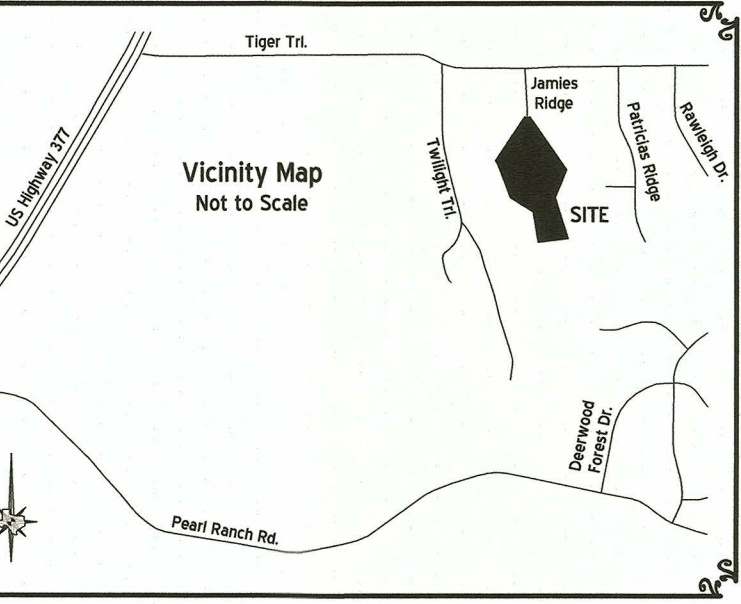 Tiger Trl.
Jamies
Ridge
Patricias Ridge
Rawleigh Dr.
US Highway 377
Vicinity Map
Not to Scale
Twilight Trl.
SITE
Deerwood
Forest Dr.
Pearl Ranch Rd.